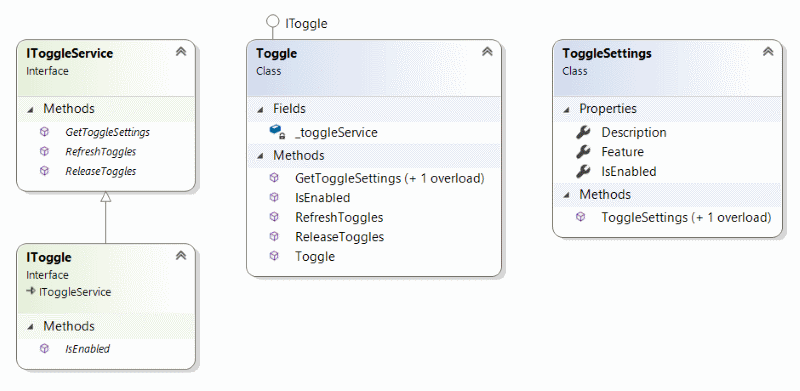 IToggleService
Interface
Methods
GetToggleSettings
RefreshToggles
ReleaseToggles
IToggle
Interface
IToggleService
Methods
IsEnabled
IToggle
Toggle
Class
Fields
_toggleService
Methods
GetToggleSettings (+ 1 overload)
IsEnabled
RefreshToggles
ReleaseToggles
Toggle
ToggleSettings
Class
Properties
Description
Feature
IsEnabled
Methods
ToggleSettings (+ 1 overload)